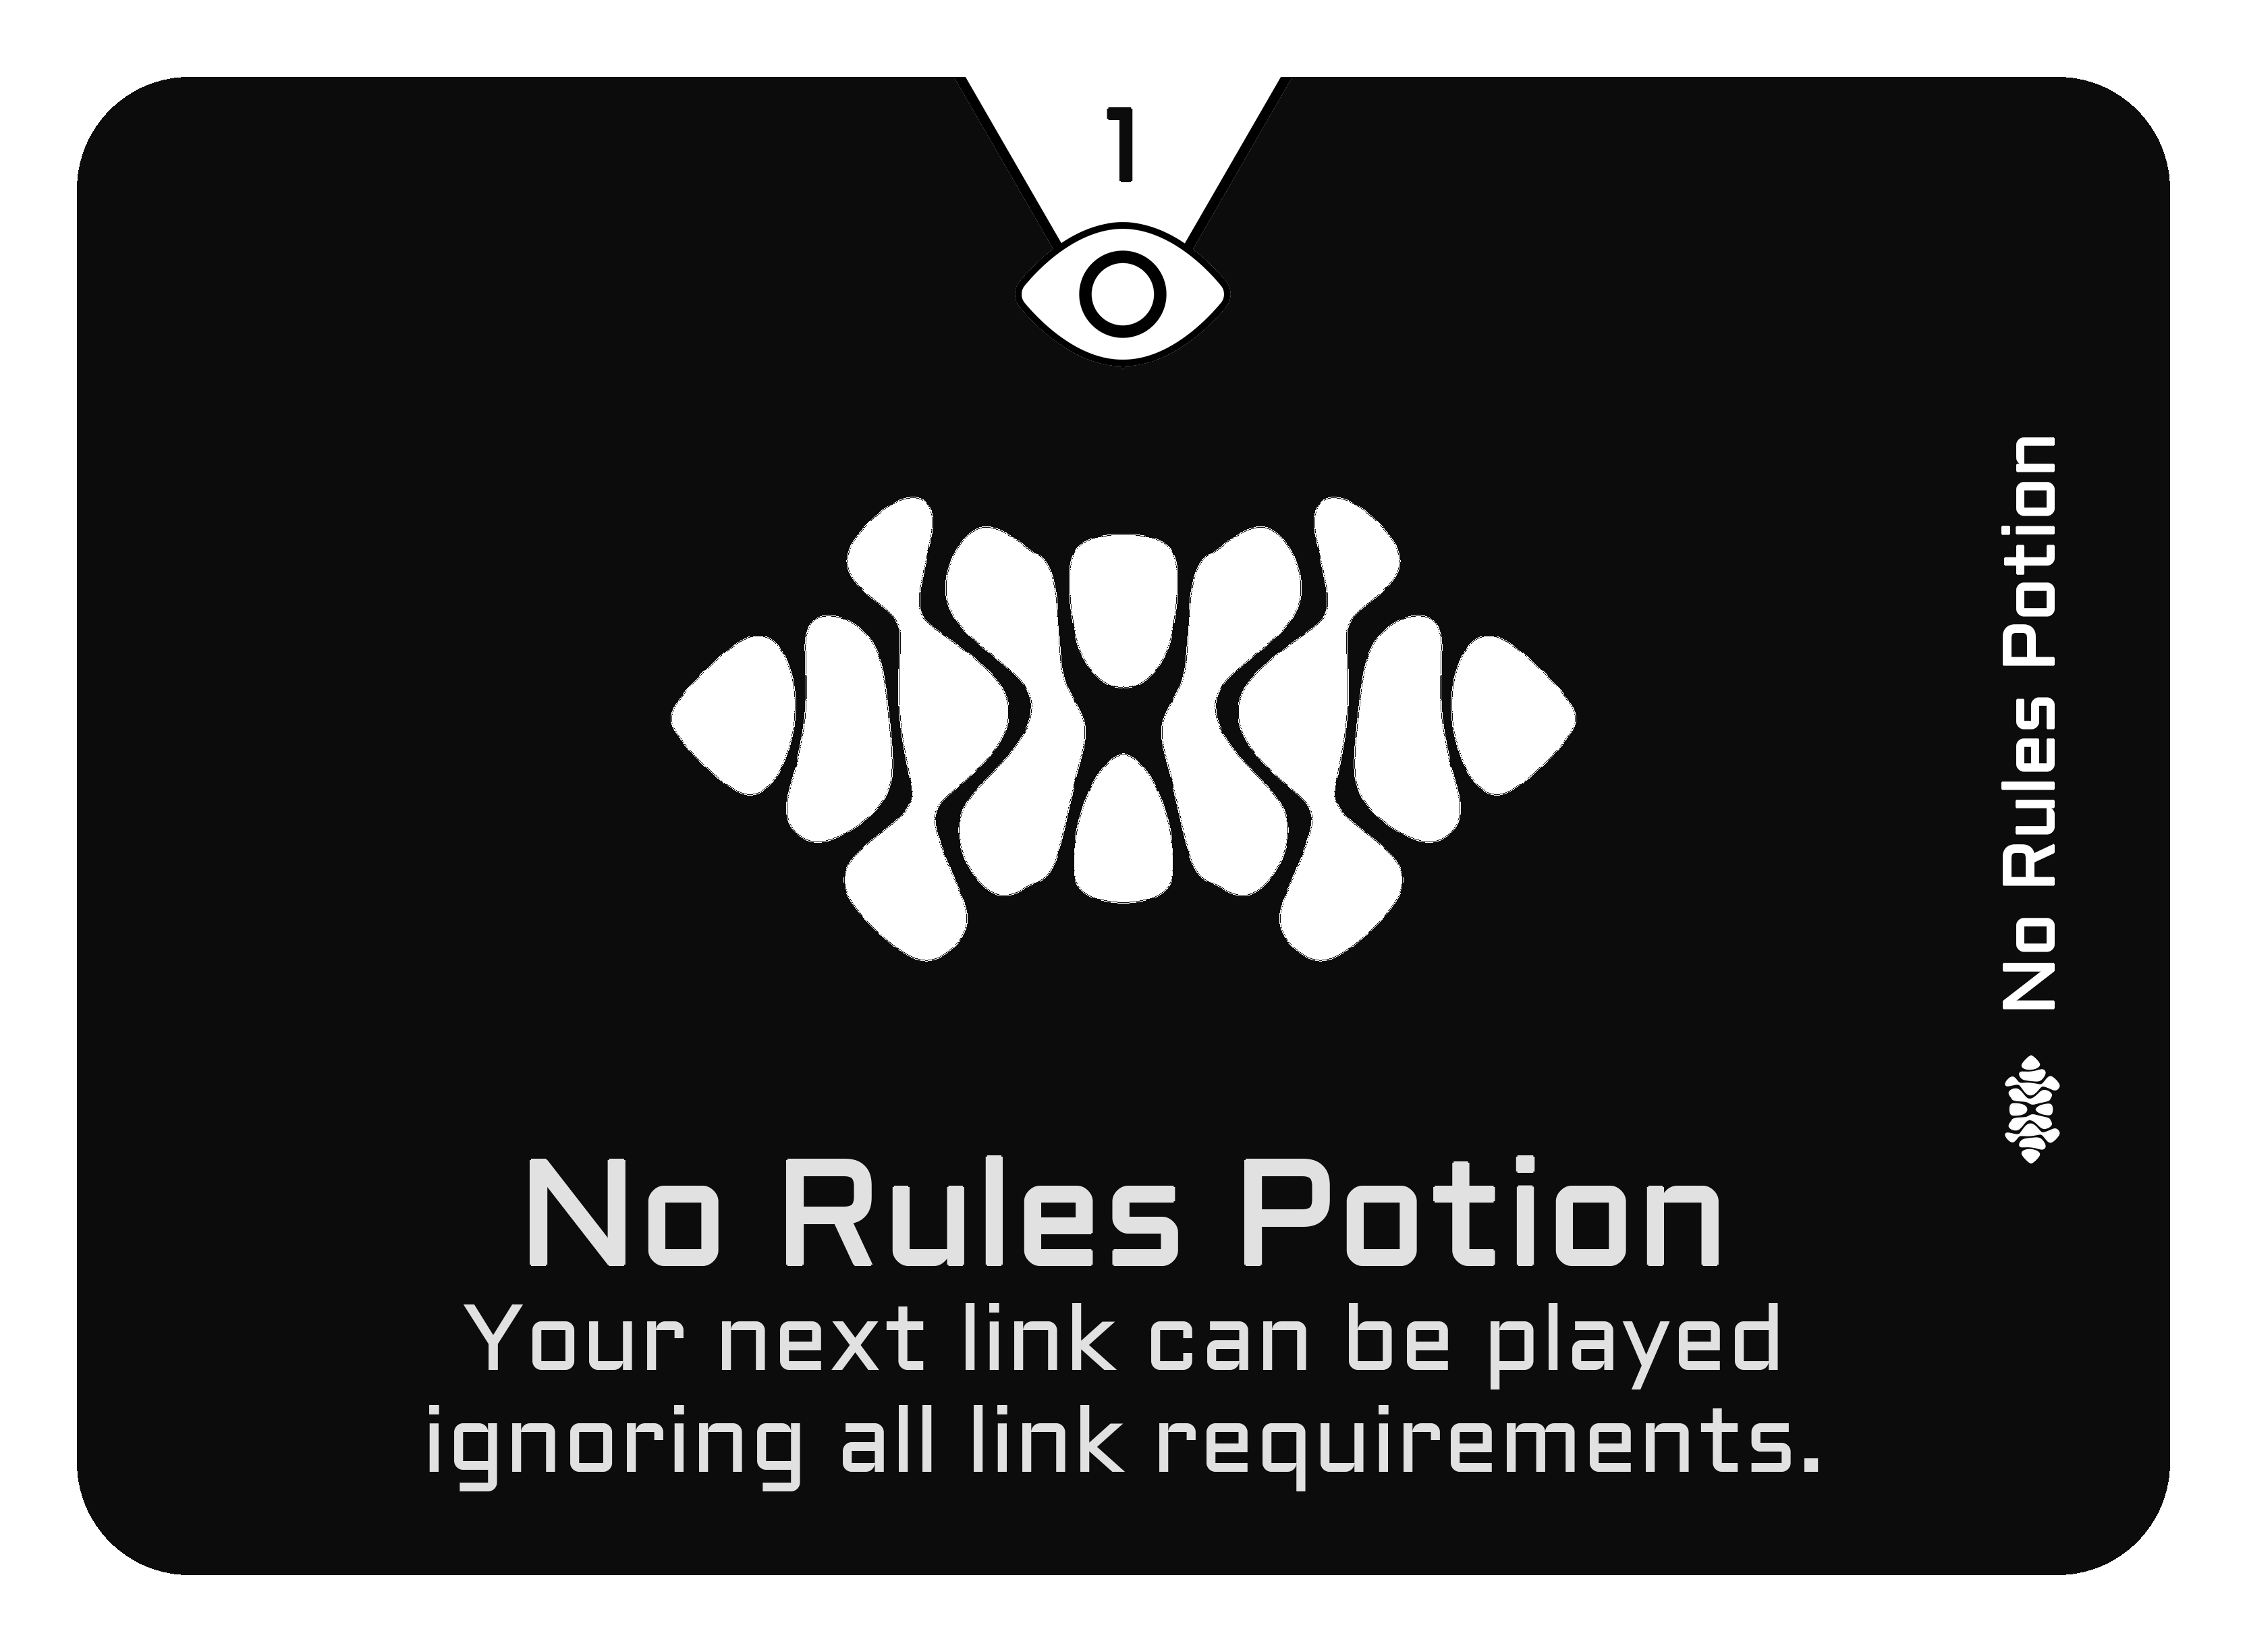 1
No Rules Potion
No Rules Potion
Your next link can be played
ignoring all link requirements.